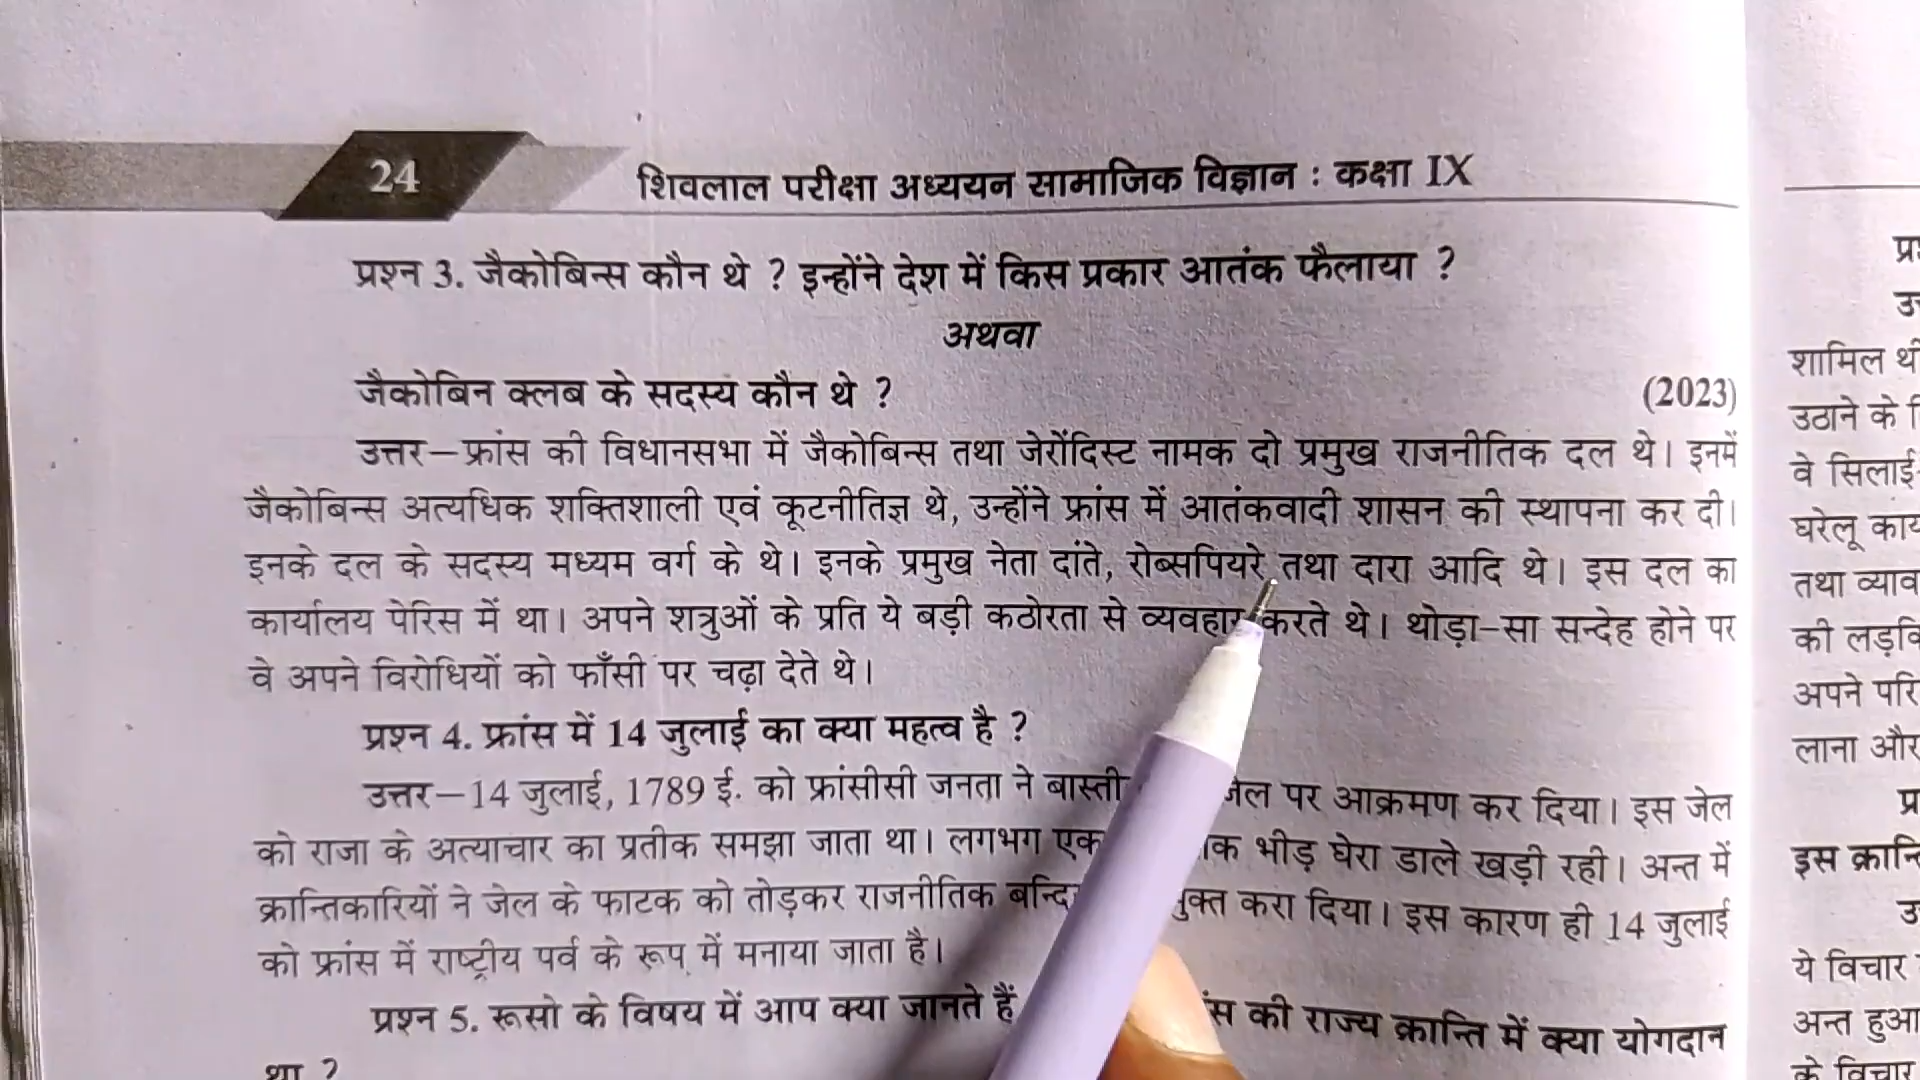 24
शिवलाल परीक्षा अध्ययन सामाजिक विज्ञान : कक्षा IX
प्रश्न 3. जैकोबिन्स कौन थे ? इन्होंने देश में किस प्रकार आतंक फैलाया ?
अथवा
जैकोबिन क्लब के सदस्य कौन थे ? (2023)
उत्तर–फ्रांस की विधानसभा में जैकोबिन्स तथा जेरोंदिस्ट नामक दो प्रमुख राजनीतिक दल थे। इनमें
जैकोबिन्स अत्यधिक शक्तिशाली एवं कूटनीतिज्ञ थे, उन्होंने फ्रांस में आतंकवादी शासन की स्थापना कर दी।
इनके दल के सदस्य मध्यम वर्ग के थे। इनके प्रमुख नेता दांते, रोब्सपियरे तथा दारा आदि थे। इस दल का
कार्यालय पेरिस में था। अपने शत्रुओं के प्रति ये बड़ी कठोरता से व्यवहार करते थे। थोड़ा-सा सन्देह होने पर
वे अपने विरोधियों को फाँसी पर चढ़ा देते थे।
प्रश्न 4. फ्रांस में 14 जुलाई का क्या महत्व है ?
उत्तर–14 जुलाई, 1789 ई. को फ्रांसीसी जनता ने बास्ती जेल पर आक्रमण कर दिया। इस जेल
को राजा के अत्याचार का प्रतीक समझा जाता था। लगभग एक भीड़ घेरा डाले खड़ी रही। अन्त में
क्रान्तिकारियों ने जेल के फाटक को तोड़कर राजनीतिक करा दिया। इस कारण ही 14 जुलाई
को फ्रांस में राष्ट्रीय पर्व के रूप में मनाया जाता है।
प्रश्न 5. रूसो के विषय में आप क्या जानते हैं की राज्य क्रान्ति में क्या योगदान
था ?
शामिल
उठाने के
वे सिलाई
घरेलू
तथा
की
अपने
लाना और
इस
ये विचार
अन्त हुआ
के विचार